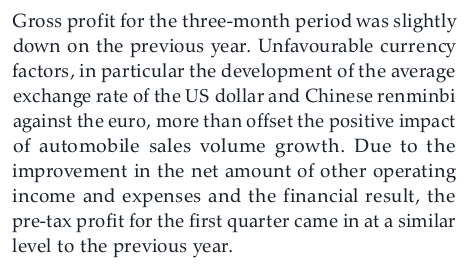 Gross profit for the three-month period was slightly
down on the previous year. Unfavourable currency
factors, in particular the development of the average
exchange rate of the US dollar and Chinese renminbi
against the euro, more than offset the positive impact
of automobile sales volume growth. Due to the
improvement in the net amount of other operating
income and expenses and the financial result, the
pre-tax profit for the first quarter came in at a similar
level to the previous year.